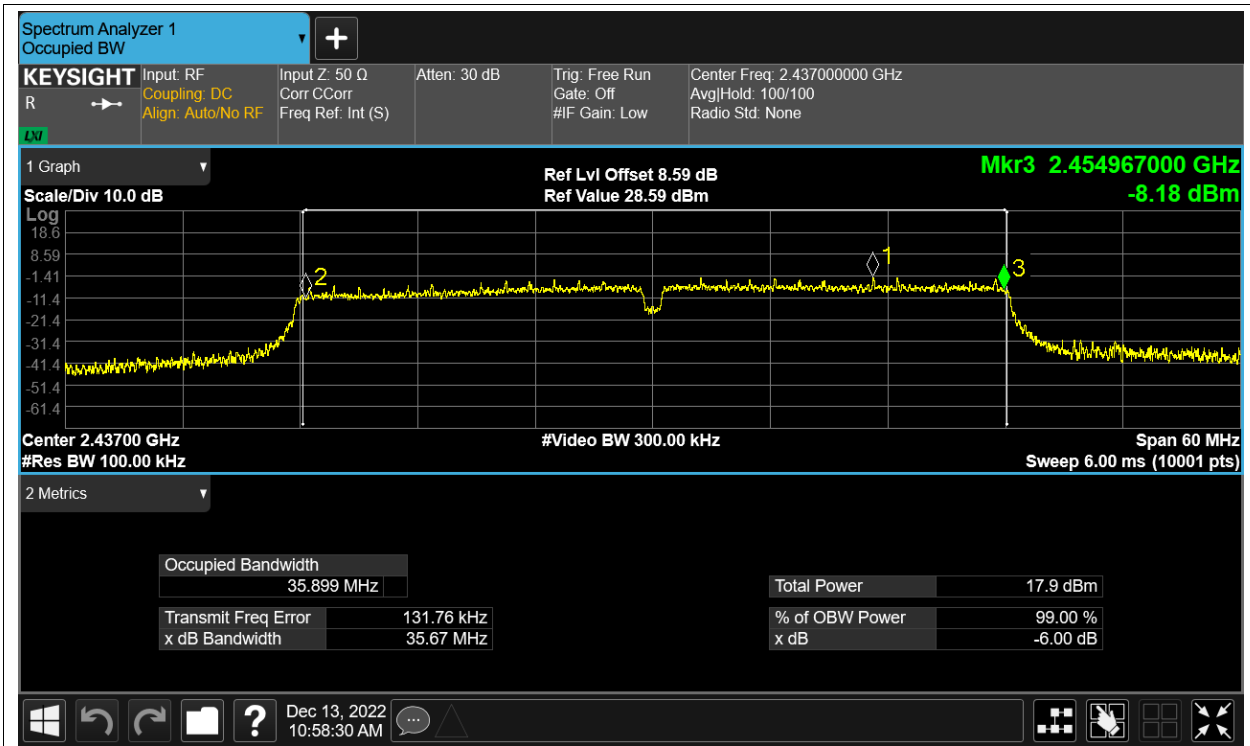 Spectrum Analyzer 1
Occupied BW
KEYSIGHT
R
LXI
Input: RF
Coupling: DC
Align: Auto/No RF
Input Z: 50 Ω
Corr CCorr
Freq Ref: Int (S)
Atten: 30 dB
Trig: Free Run
Gate: Off
#IF Gain: Low
Center Freq: 2.437000000 GHz
Avg|Hold: 100/100
Radio Std: None
1 Graph
Scale/Div 10.0 dB
Ref Lvl Offset 8.59 dB
Ref Value 28.59 dBm
Mkr3 2.454967000 GHz
-8.18 dBm
Log
18.6
8.59
-1.41
-11.4
-21.4
-31.4
-41.4
-51.4
-61.4
2
1
3
Center 2.43700 GHz
#Res BW 100.00 kHz
#Video BW 300.00 kHz
Span 60 MHz
Sweep 6.00 ms (10001 pts)
2 Metrics
Occupied Bandwidth
35.899 MHz
Transmit Freq Error 131.76 kHz
x dB Bandwidth 35.67 MHz
Total Power 17.9 dBm
% of OBW Power 99.00 %
x dB -6.00 dB
?
Dec 13, 2022
10:58:30 AM